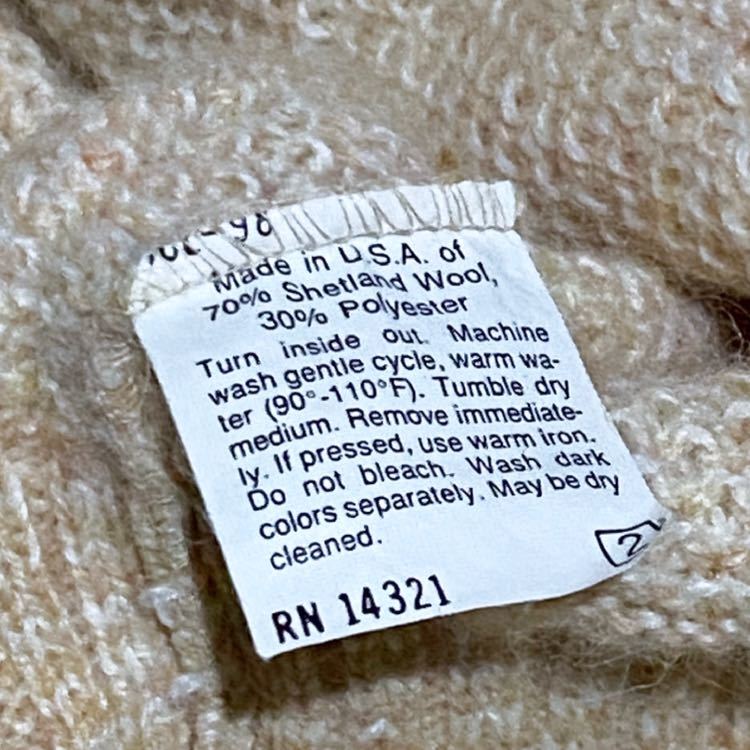 Made in U.S.A. of
70% Shetland Wool,
30% Polyester
Turn inside out. Machine
wash gentle cycle, warm wa-
ter (90°-110°F). Tumble dry
medium. Remove immediate-
ly. If pressed, use warm iron.
Do not bleach. Wash dark
colors separately. May be dry
cleaned.
2
RN 14321